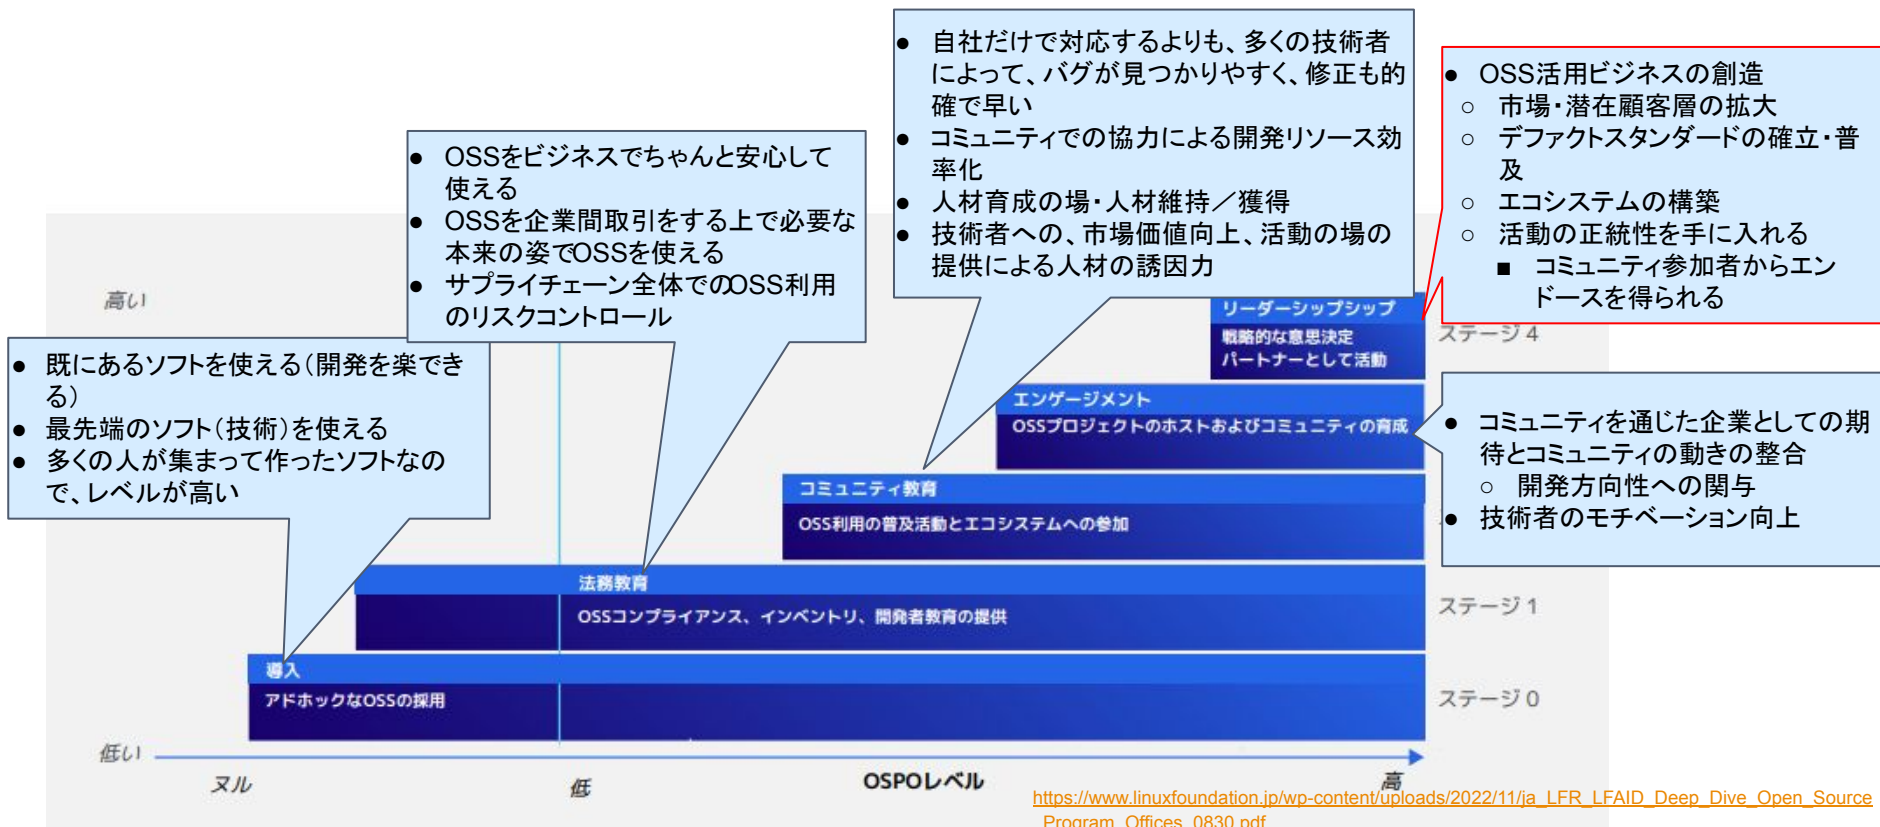 ● 自社だけで対応するよりも、多くの技術者
によって、バグが見つかりやすく、修正も的
確で早い
● コミュニティでの協力による開発リソース効
率化
● 人材育成の場・人材維持／獲得
● 技術者への、市場価値向上、活動の場の
提供による人材の誘因力
● OSS活用ビジネスの創造
○ 市場・潜在顧客層の拡大
○ デファクトスタンダードの確立・普
及
○ エコシステムの構築
○ 活動の正統性を手に入れる
■ コミュニティ参加者からエン
ドースを得られる
● OSSをビジネスでちゃんと安心して
使える
● OSSを企業間取引をする上で必要な
本来の姿でOSSを使える
● サプライチェーン全体でのOSS利用
のリスクコントロール
高い
● 既にあるソフトを使える（開発を楽でき
る）
● 最先端のソフト（技術）を使える
● 多くの人が集まって作ったソフトなの
で、レベルが高い
リーダーシップシップ
戦略的な意思決定
パートナーとして活動
ステージ 4
エンゲージメント
OSSプロジェクトのホストおよびコミュニティの育成
● コミュニティを通じた企業としての期
待とコミュニティの動きの整合
○ 開発方向性への関与
● 技術者のモチベーション向上
コミュニティ教育
OSS利用の普及活動とエコシステムへの参加
法務教育
OSSコンプライアンス、インベントリ、開発者教育の提供
ステージ 1
導入
アドホックなOSSの採用
ステージ 0
低い
ヌル
低
OSPOレベル
高
https://www.linuxfoundation.jp/wp-content/uploads/2022/11/ja_LFR_LFAID_Deep_Dive_Open_Source
_Program_Offices_0830.pdf